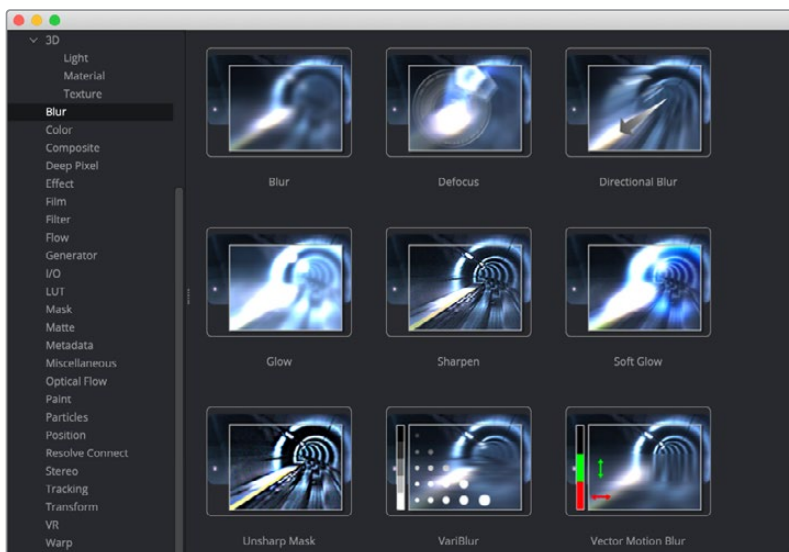 3D
Light
Material
Texture
Blur
Color
Composite
Deep Pixel
Effect
Film
Filter
Flow
Generator
I/O
LUT
Mask
Matte
Metadata
Miscellaneous
Optical Flow
Paint
Particles
Position
Resolve Connect
Stereo
Tracking
Transform
VR
Warp
Blur
Defocus
Directional Blur
Glow
Sharpen
Soft Glow
Unsharp Mask
VariBlur
Vector Motion Blur